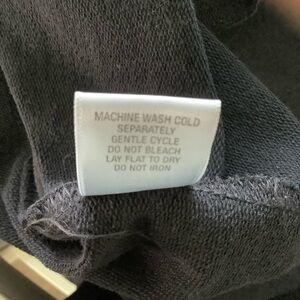 MACHINE WASH COLD
SEPARATELY
GENTLE CYCLE
DO NOT BLEACH
LAY FLAT TO DRY
DO NOT IRON